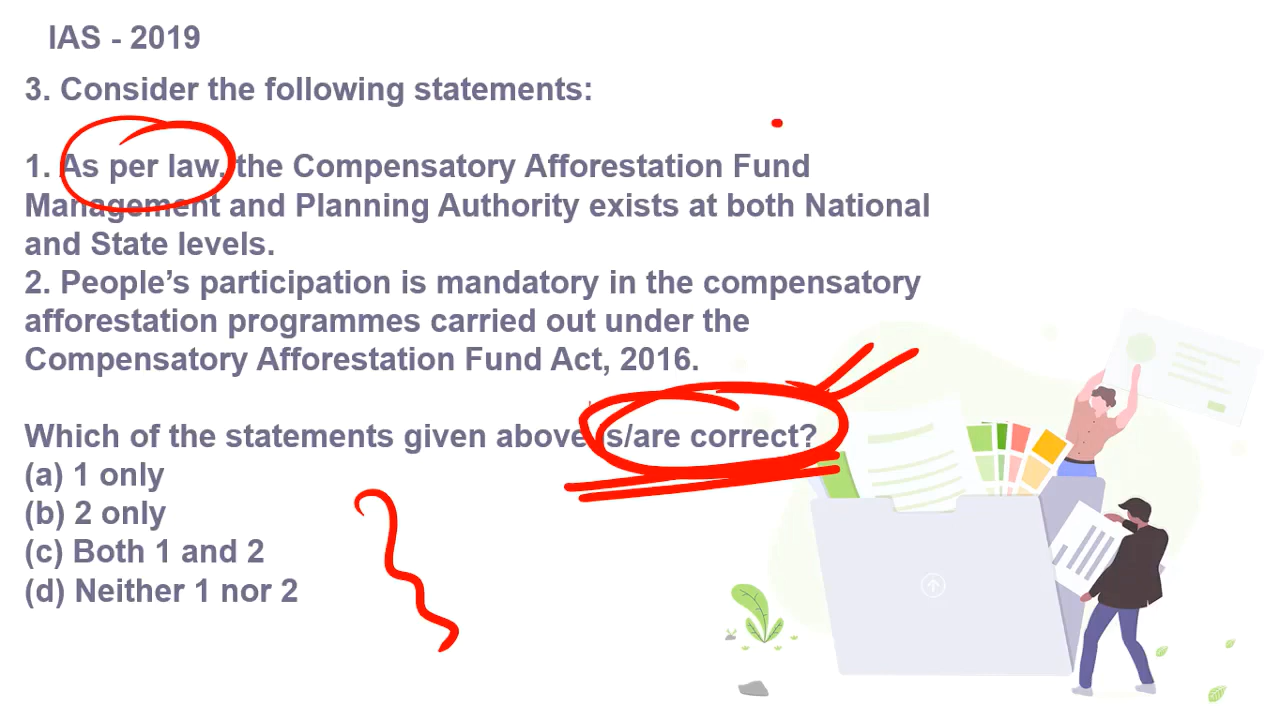 IAS - 2019
3. Consider the following statements:
1. As per law, the Compensatory Afforestation Fund
Management and Planning Authority exists at both National
and State levels.
2. People’s participation is mandatory in the compensatory
afforestation programmes carried out under the
Compensatory Afforestation Fund Act, 2016.
Which of the statements given above is/are correct?
(a) 1 only
(b) 2 only
(c) Both 1 and 2
(d) Neither 1 nor 2